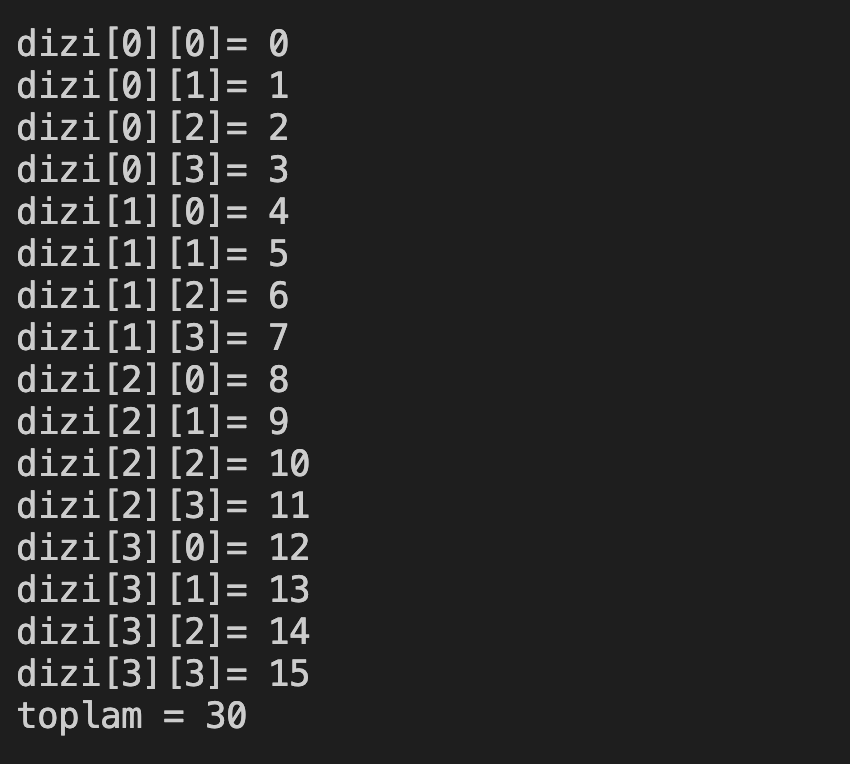 dizi[0][0]= 0
dizi[0][1]= 1
dizi[0][2]= 2
dizi[0][3]= 3
dizi[1][0]= 4
dizi[1][1]= 5
dizi[1][2]= 6
dizi[1][3]= 7
dizi[2][0]= 8
dizi[2][1]= 9
dizi[2][2]= 10
dizi[2][3]= 11
dizi[3][0]= 12
dizi[3][1]= 13
dizi[3][2]= 14
dizi[3][3]= 15
toplam = 30